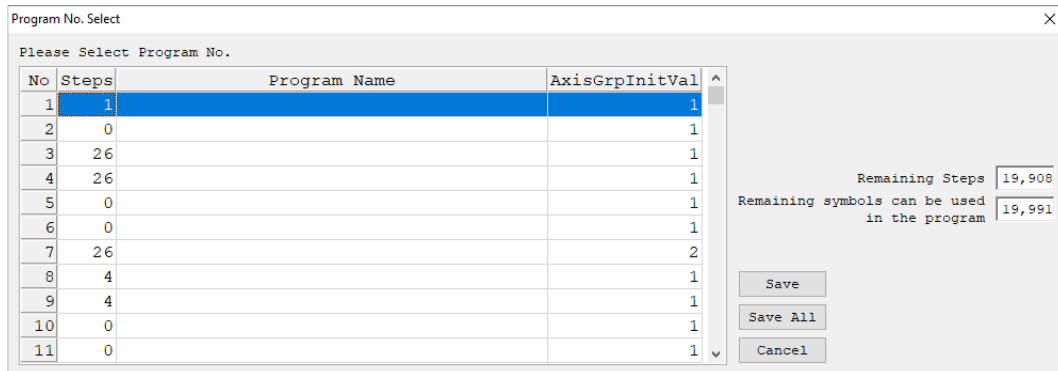 Program No. Select
Please Select Program No.
No Steps Program Name AxisGrpInitVal
1 1 1
2 0 1
3 26 1
4 26 1
5 0 1
6 0 1
7 26 2
8 4 1
9 4 1
10 0 1
11 0 1
Remaining Steps 19,908
Remaining symbols can be used
in the program 19,991
Save
Save All
Cancel